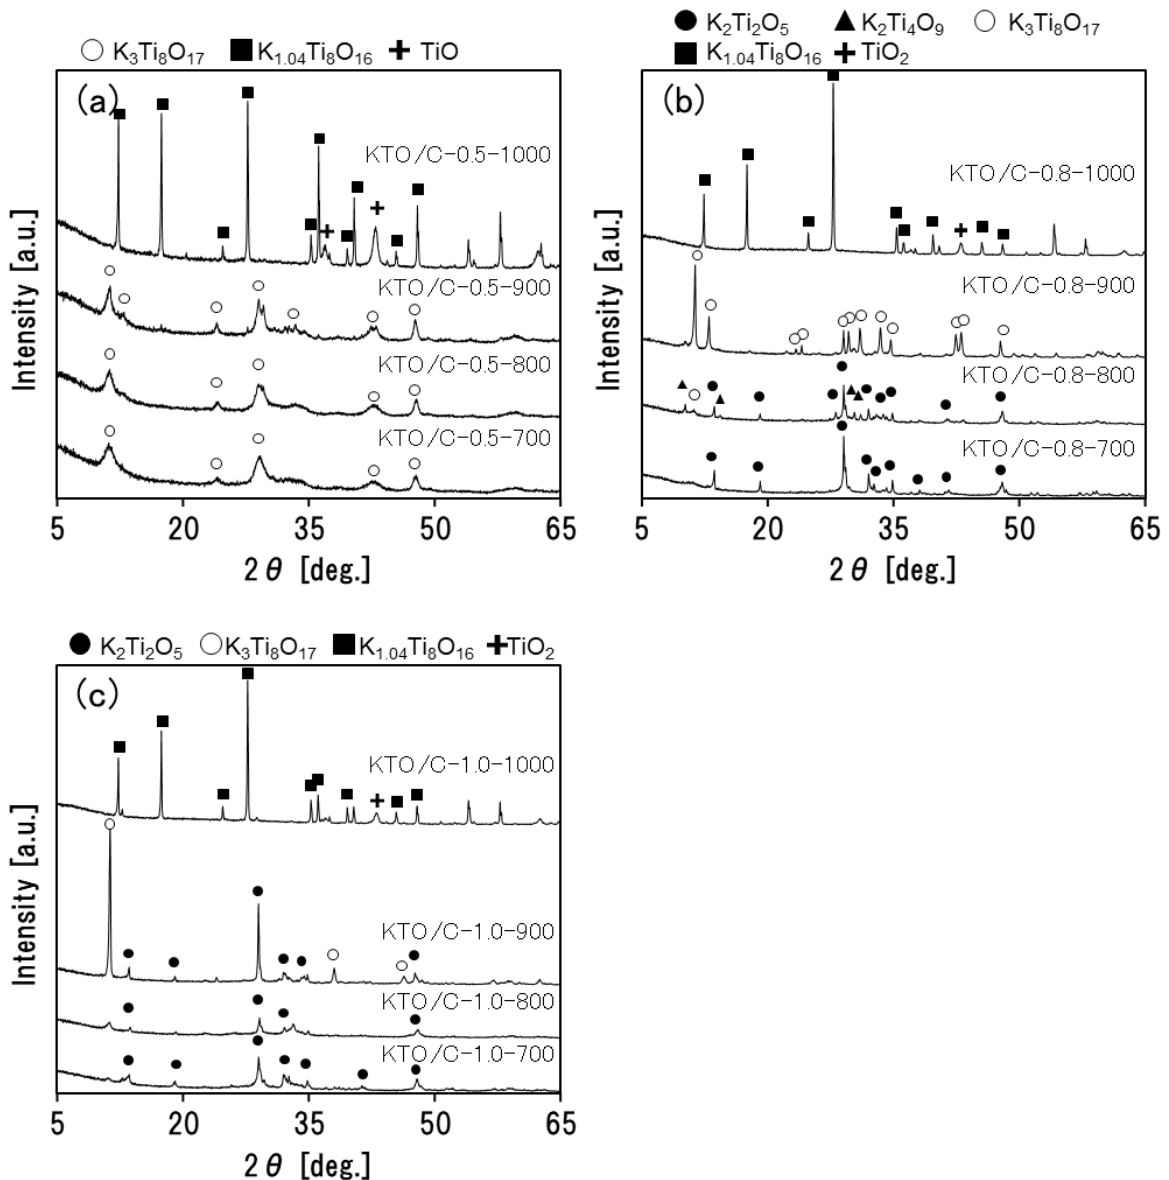 ○ K₃Ti₈O₁₇ ■ K₁.₀₄Ti₈O₁₆ + TiO
(a)
KTO/C-0.5-1000
KTO/C-0.5-900
KTO/C-0.5-800
KTO/C-0.5-700
Intensity [a.u.]
5 20 35 50 65
2θ [deg.]
● K₂Ti₂O₅ ▲ K₂Ti₄O₉ ○ K₃Ti₈O₁₇
■ K₁.₀₄Ti₈O₁₆ + TiO₂
(b)
KTO/C-0.8-1000
KTO/C-0.8-900
KTO/C-0.8-800
KTO/C-0.8-700
Intensity [a.u.]
5 20 35 50 65
2θ [deg.]
● K₂Ti₂O₅ ○ K₃Ti₈O₁₇ ■ K₁.₀₄Ti₈O₁₆ + TiO₂
(c)
KTO/C-1.0-1000
KTO/C-1.0-900
KTO/C-1.0-800
KTO/C-1.0-700
Intensity [a.u.]
5 20 35 50 65
2θ [deg.]